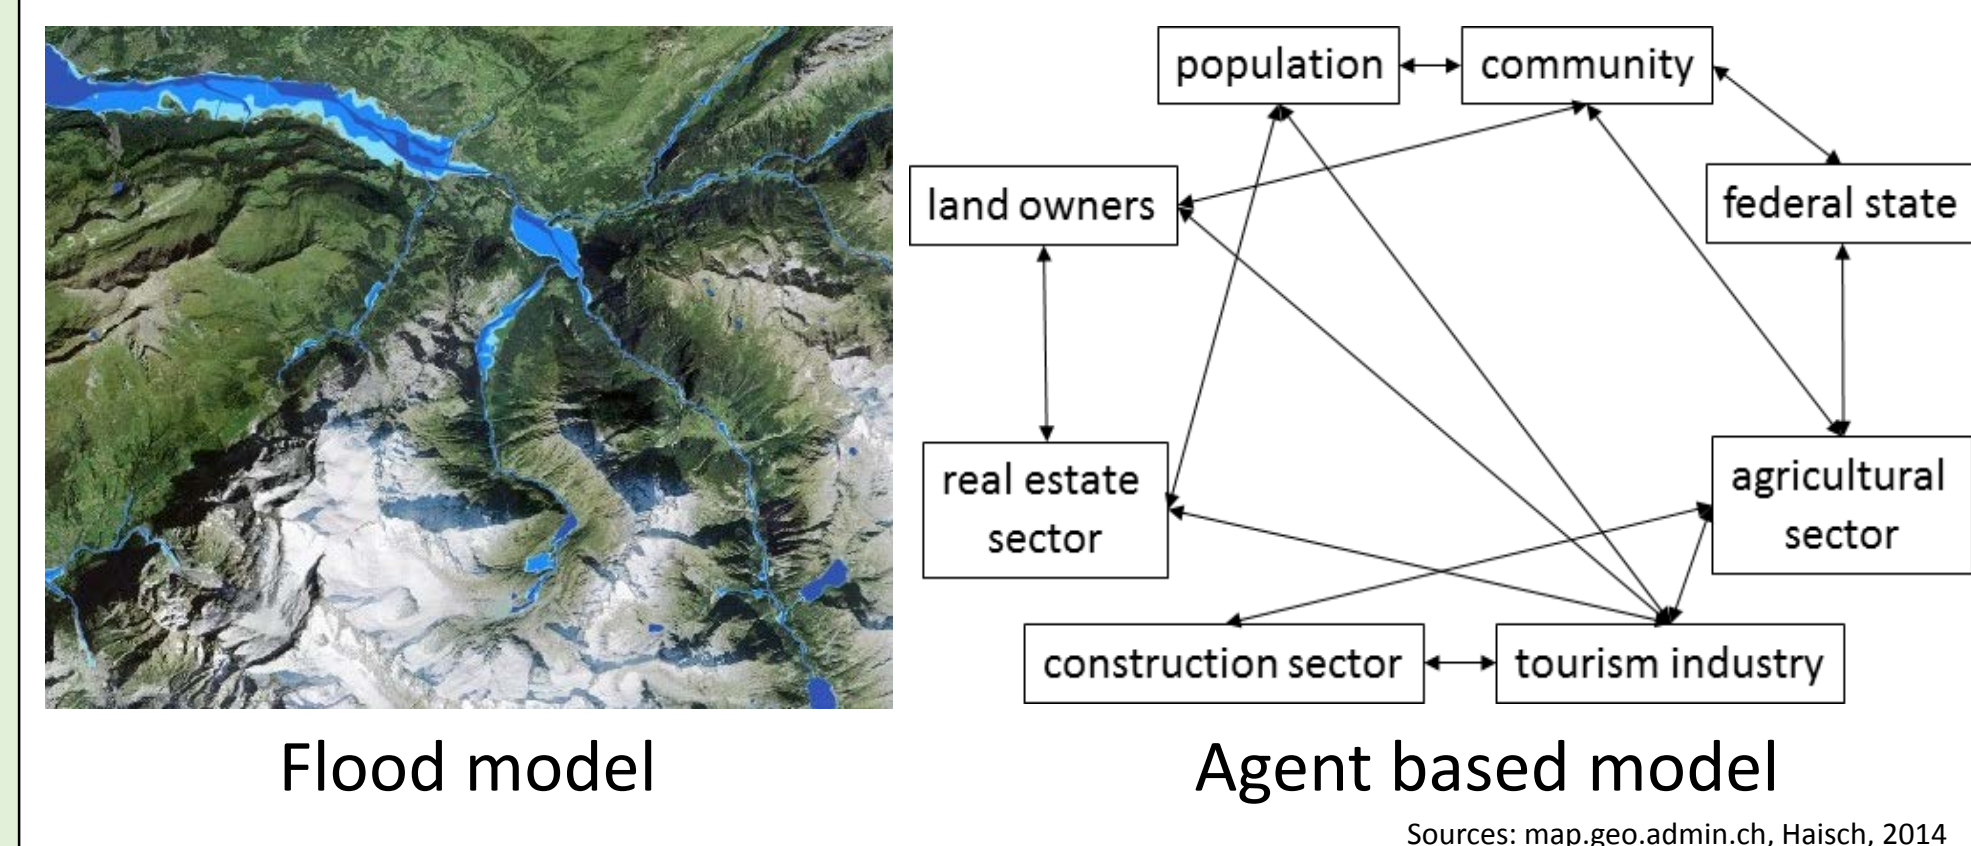 population
community
land owners
federal state
real estate
sector
agricultural
sector
construction sector
tourism industry
Flood model
Agent based model
Sources: map.geo.admin.ch, Haisch, 2014